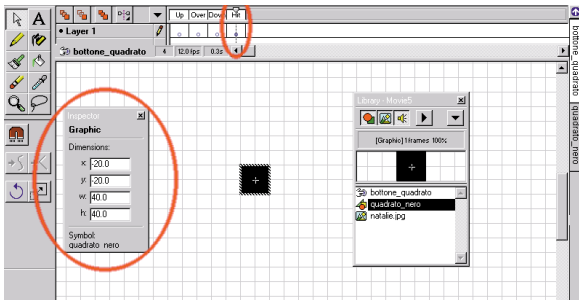 Up Over Down Hit
Layer 1
bottone_quadrato 4 12.0 fps 0.3s
Inspector
Graphic
Dimensions:
x: -20.0
y: -20.0
w: 40.0
h: 40.0
Symbol:
quadrato_nero
Library - Movie5
[Graphic] 1 frames 100%
bottone_quadrato
quadrato_nero
natalie.jpg
bottone_quadrato
quadrato_nero